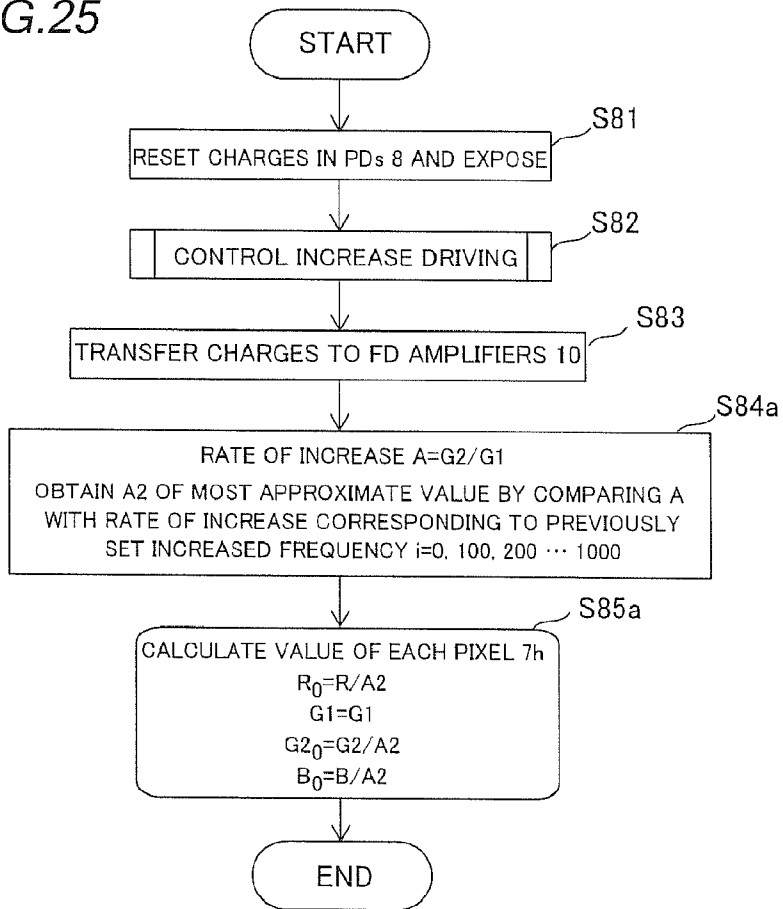 G.25
START
S81
RESET CHARGES IN PDs 8 AND EXPOSE
S82
CONTROL INCREASE DRIVING
S83
TRANSFER CHARGES TO FD AMPLIFIERS 10
S84a
RATE OF INCREASE A=G2/G1
OBTAIN A2 OF MOST APPROXIMATE VALUE BY COMPARING A
WITH RATE OF INCREASE CORRESPONDING TO PREVIOUSLY
SET INCREASED FREQUENCY i=0, 100, 200 ··· 1000
S85a
CALCULATE VALUE OF EACH PIXEL 7h
R₀=R/A2
G1=G1
G2₀=G2/A2
B₀=B/A2
END